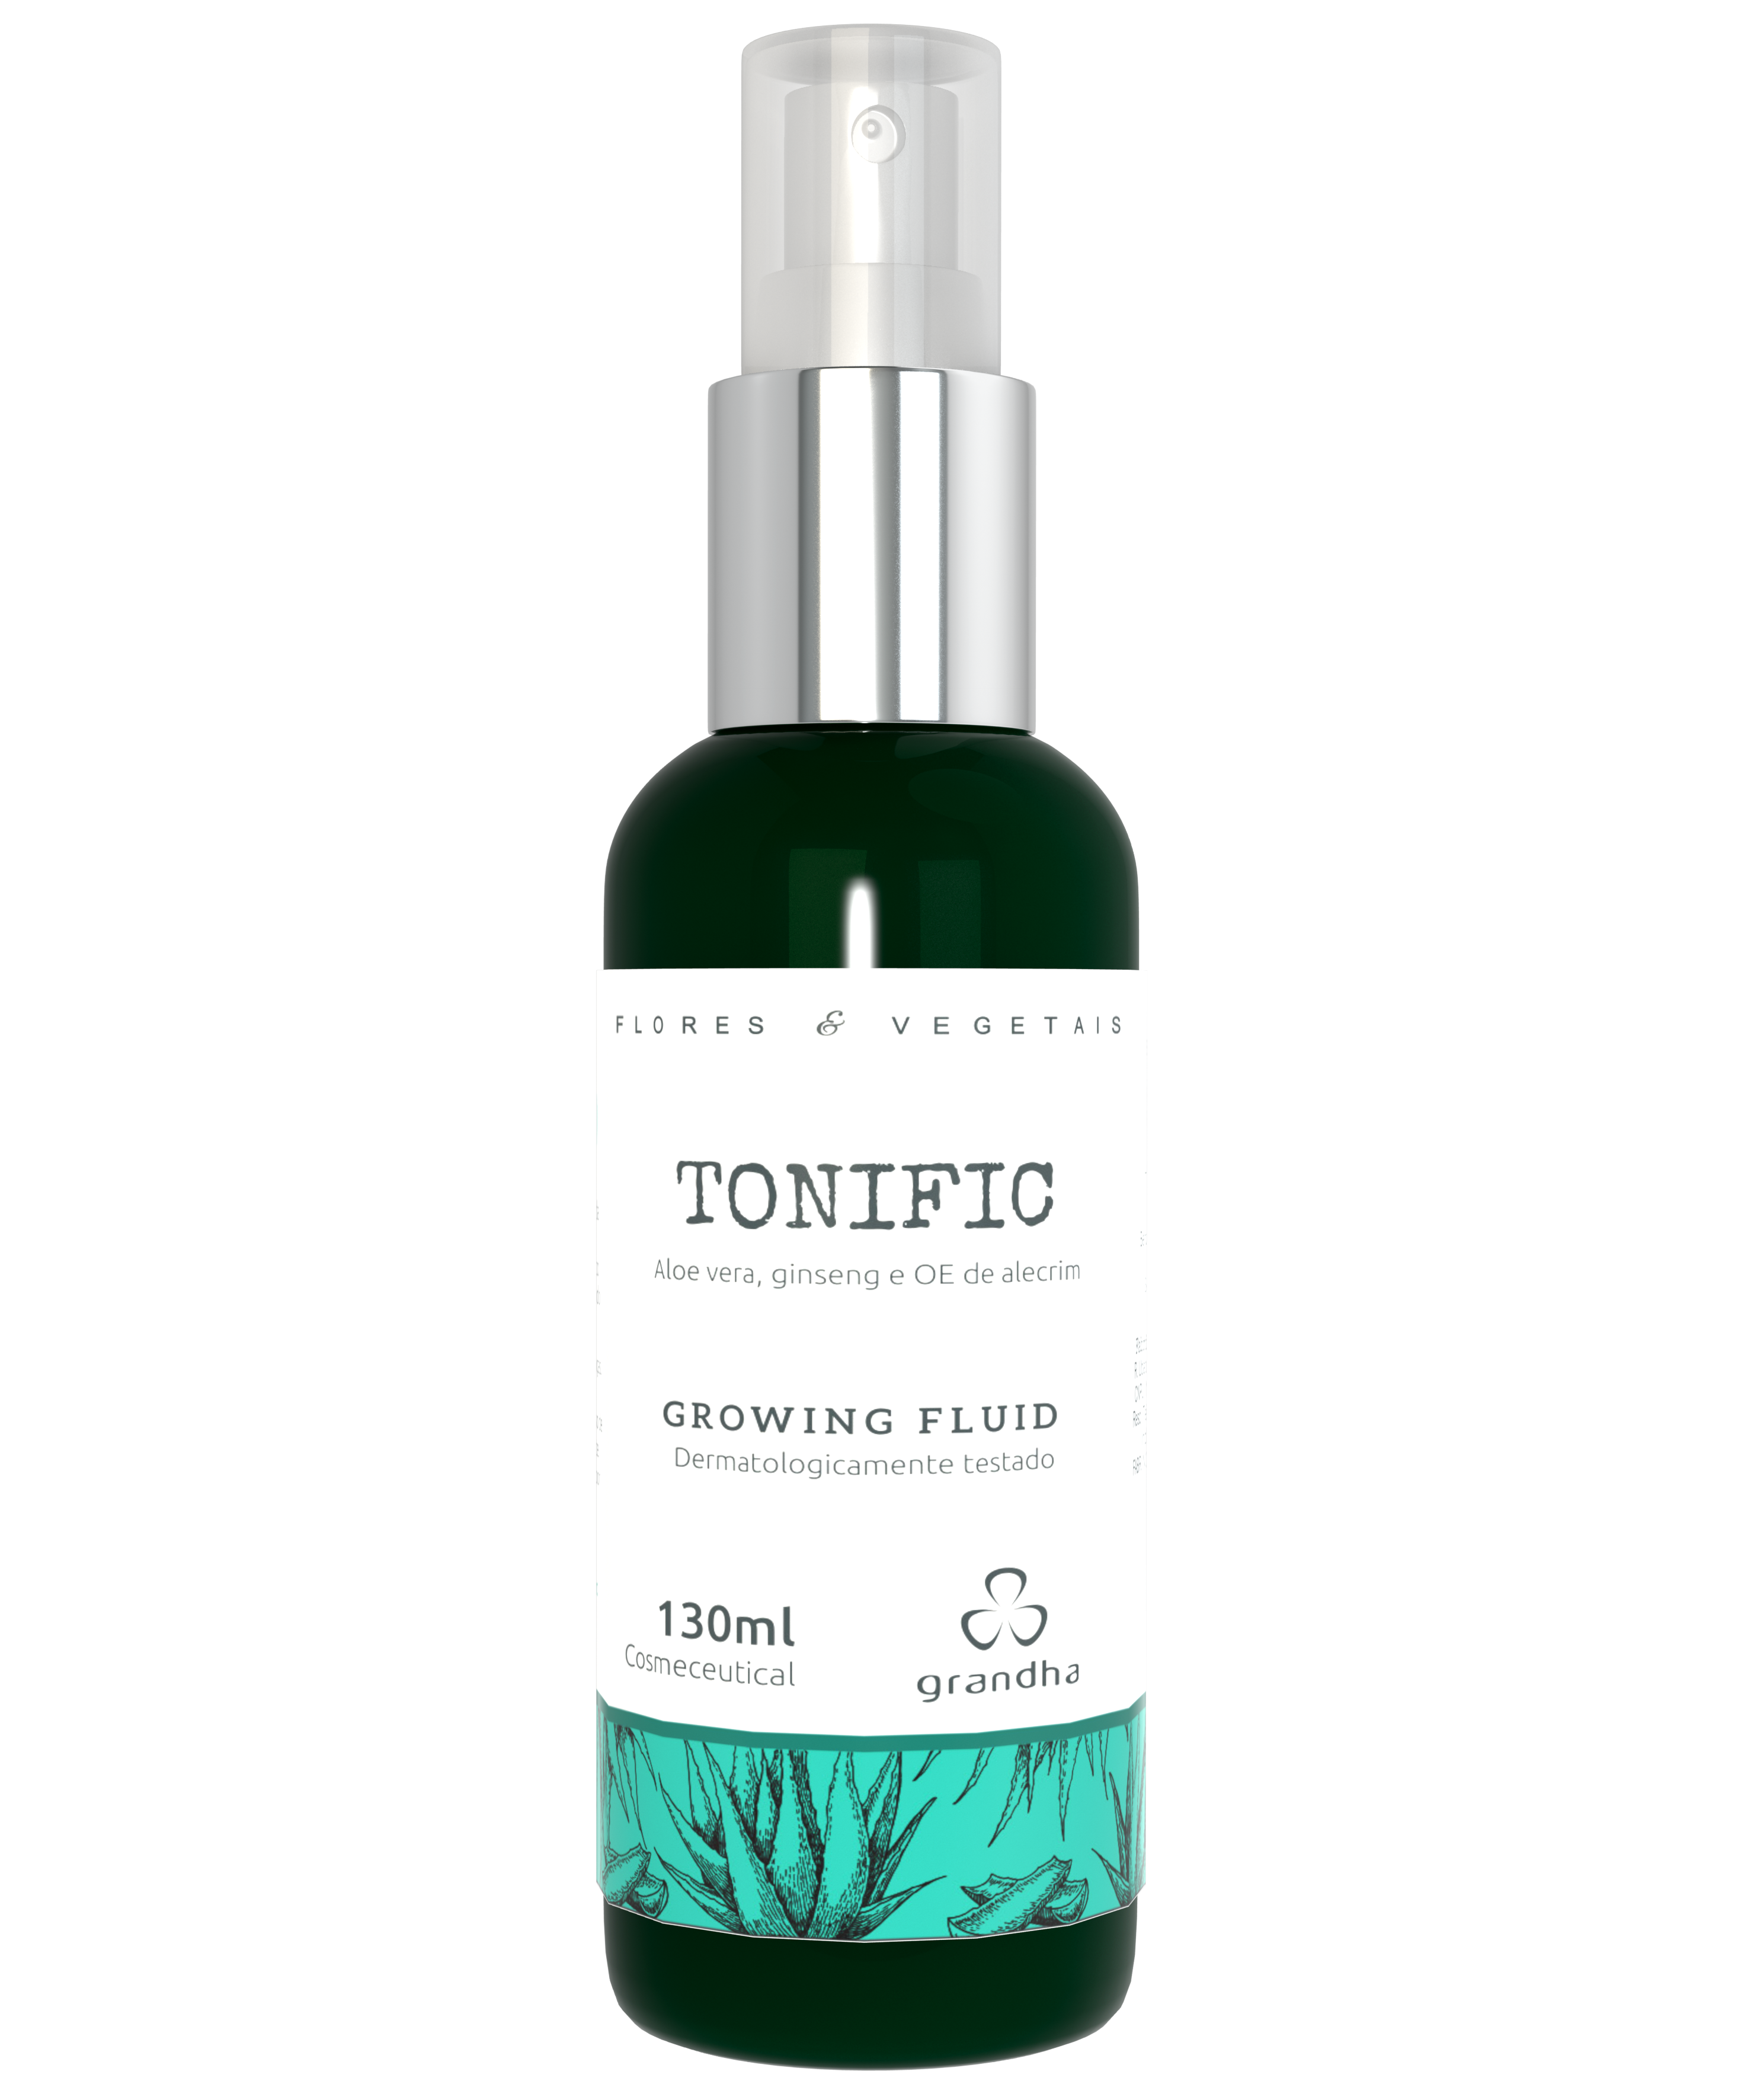 FLORES & VEGETAIS
TONIFIC
Aloe vera, ginseng e OE de alecrim
GROWING FLUID
Dermatologicamente testado
130ml
Cosmeceutical
grandha